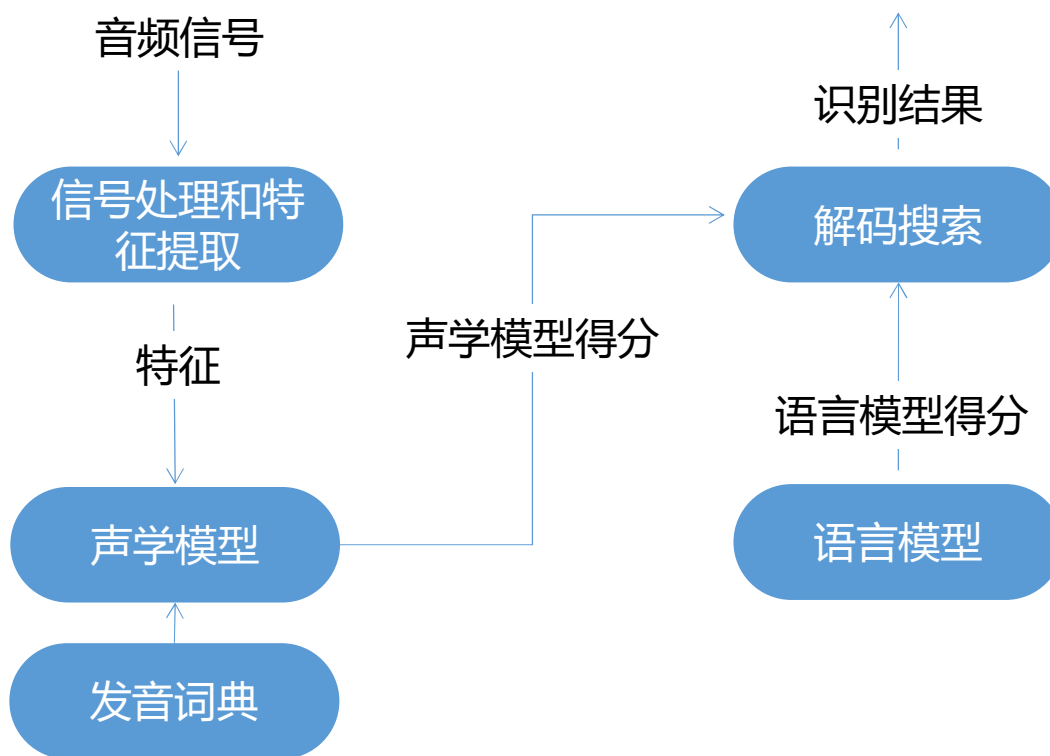 音频信号
信号处理和特
征提取
特征
声学模型
发音词典
声学模型得分
识别结果
解码搜索
语言模型得分
语言模型